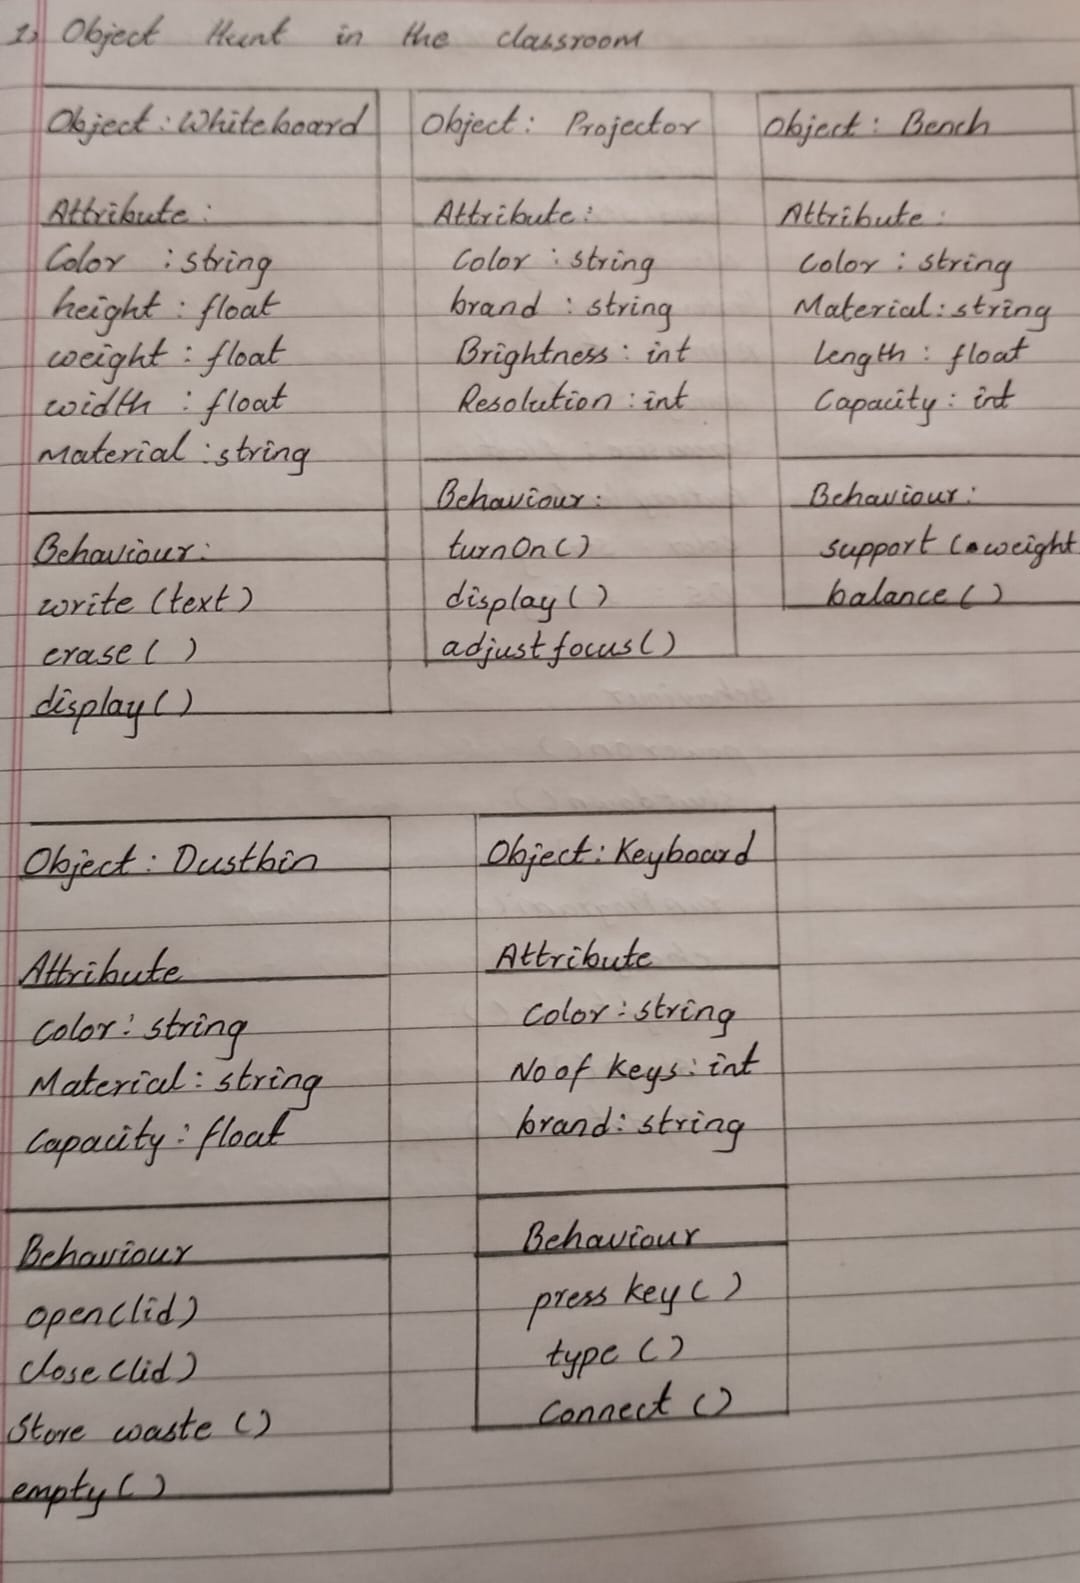 1) Object Hunt in the classroom
Object: Whiteboard
Attribute:
Color : string
height : float
weight : float
width : float
Material : string
Behaviour:
write (text)
erase ( )
display ( )
Object: Projector
Attribute:
Color : string
brand : string
Brightness : int
Resolution : int
Behaviour:
turnOn ( )
display ( )
adjust focus ( )
Object: Bench
Attribute:
Color : string
Material : string
length : float
Capacity : int
Behaviour:
support ( weight
balance ( )
Object: Dustbin
Attribute
Color : string
Material : string
Capacity : float
Behaviour
open (lid)
close (lid)
Store waste ( )
empty ( )
Object: Keyboard
Attribute
Color : string
No of keys : int
brand : string
Behaviour
press key ( )
type ( )
Connect ( )